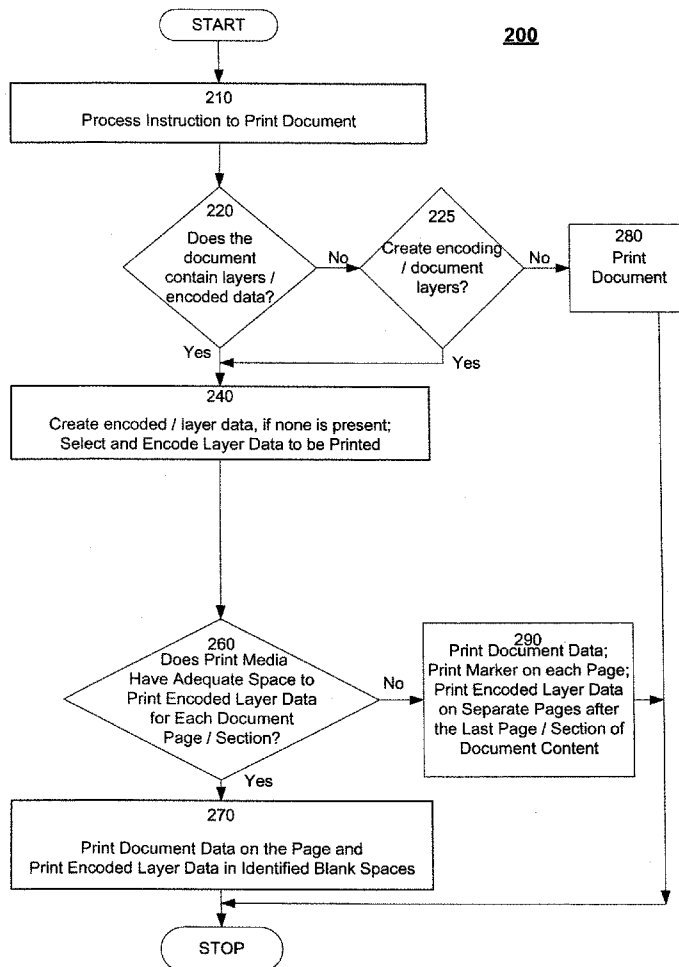 START
200
210
Process Instruction to Print Document
220
Does the
document
contain layers /
encoded data?
No
225
Create encoding
/ document
layers?
No
280
Print
Document
Yes
Yes
240
Create encoded / layer data, if none is present;
Select and Encode Layer Data to be Printed
260
Does Print Media
Have Adequate Space to
Print Encoded Layer Data
for Each Document
Page / Section?
No
290
Print Document Data;
Print Marker on each Page;
Print Encoded Layer Data
on Separate Pages after
the Last Page / Section of
Document Content
Yes
270
Print Document Data on the Page and
Print Encoded Layer Data in Identified Blank Spaces
STOP